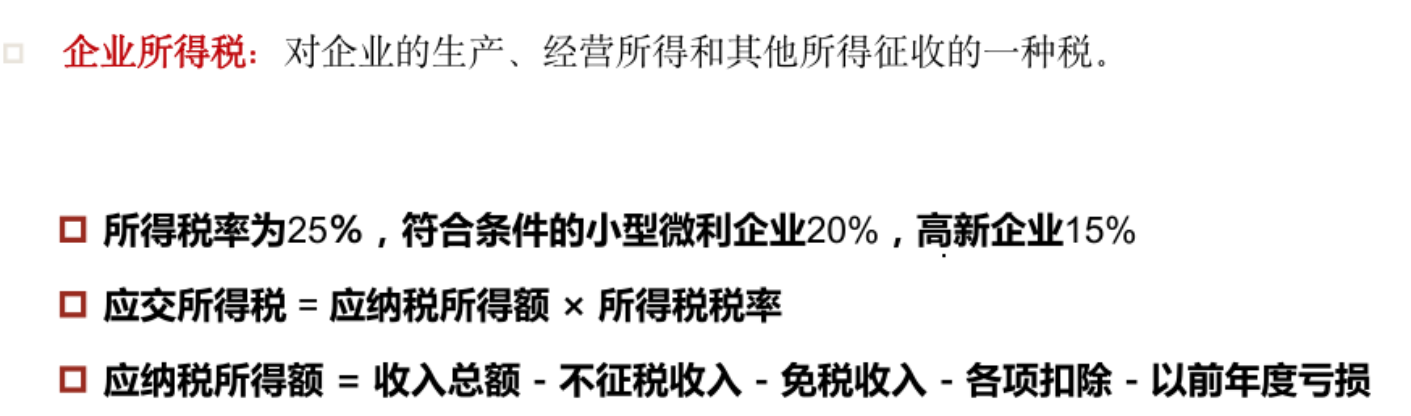 企业所得税：对企业的生产、经营所得和其他所得征收的一种税。
所得税率为25%，符合条件的小型微利企业20%，高新企业15%
应交所得税 = 应纳税所得额 × 所得税税率
应纳税所得额 = 收入总额 - 不征税收入 - 免税收入 - 各项扣除 - 以前年度亏损